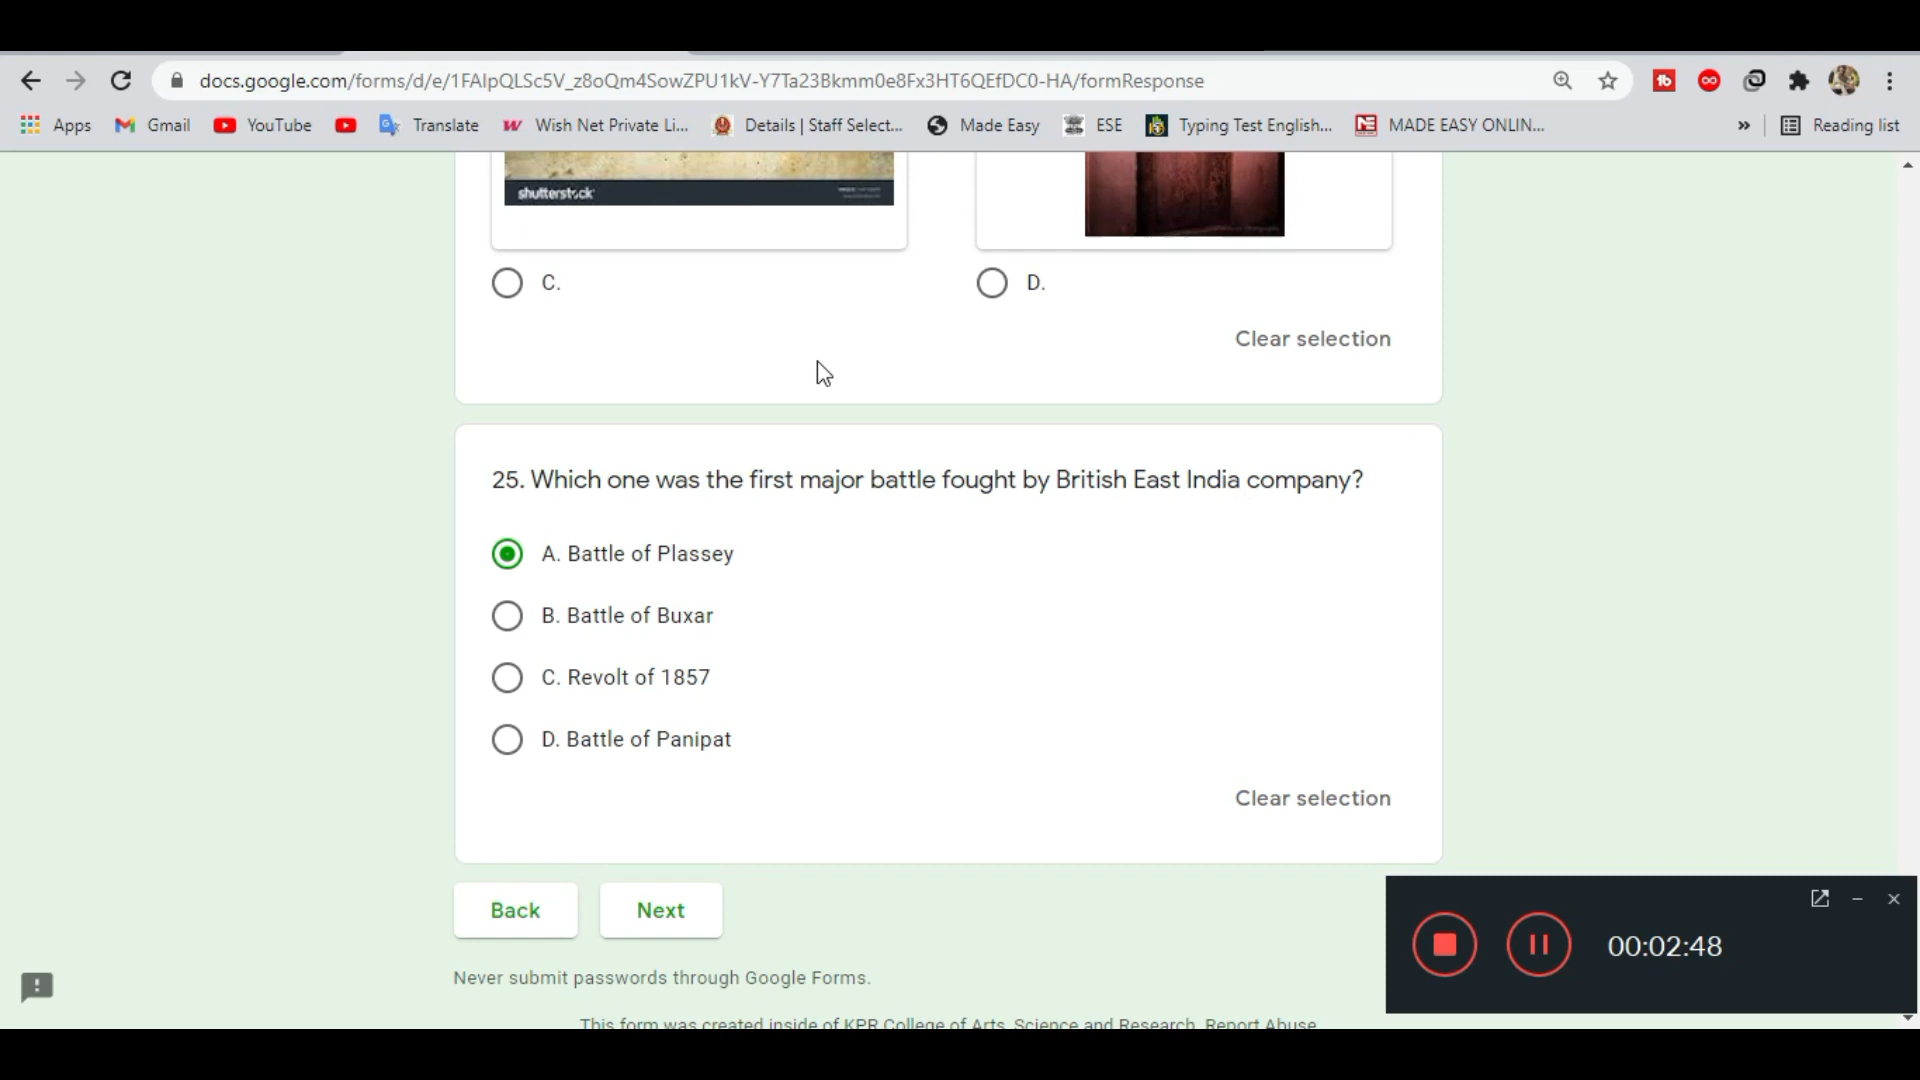 docs.google.com/forms/d/e/1FAIpQLSc5V_z8oQm4SowZPU1kV-Y7Ta23Bkmm0e8Fx3HT6QEfDC0-HA/formResponse
Apps Gmail YouTube Translate Wish Net Private Li... Details | Staff Select... Made Easy ESE Typing Test English... MADE EASY ONLIN... » Reading list
shutterstock
C. D.
Clear selection
25. Which one was the first major battle fought by British East India company?
A. Battle of Plassey
B. Battle of Buxar
C. Revolt of 1857
D. Battle of Panipat
Clear selection
Back Next
00:02:48
Never submit passwords through Google Forms.
This form was created inside of KPR College of Arts, Science and Research. Report Abuse